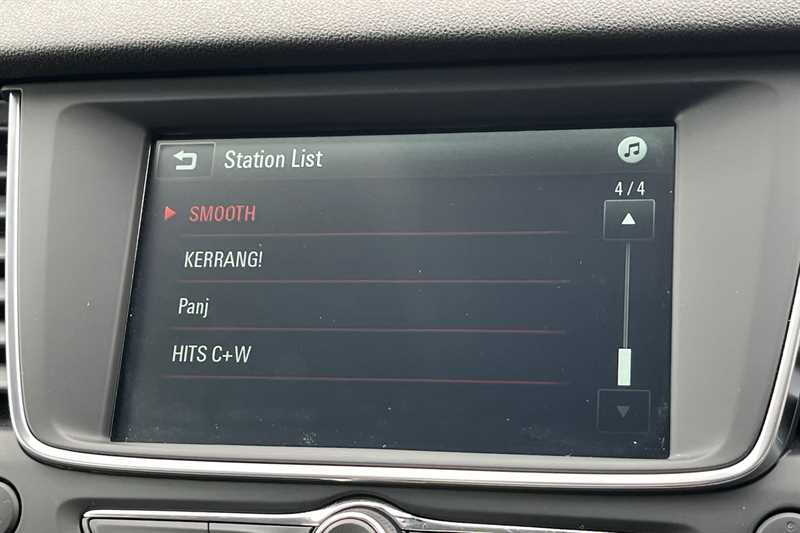 Station List
4/4
SMOOTH
KERRANG!
Panj
HITS C+W